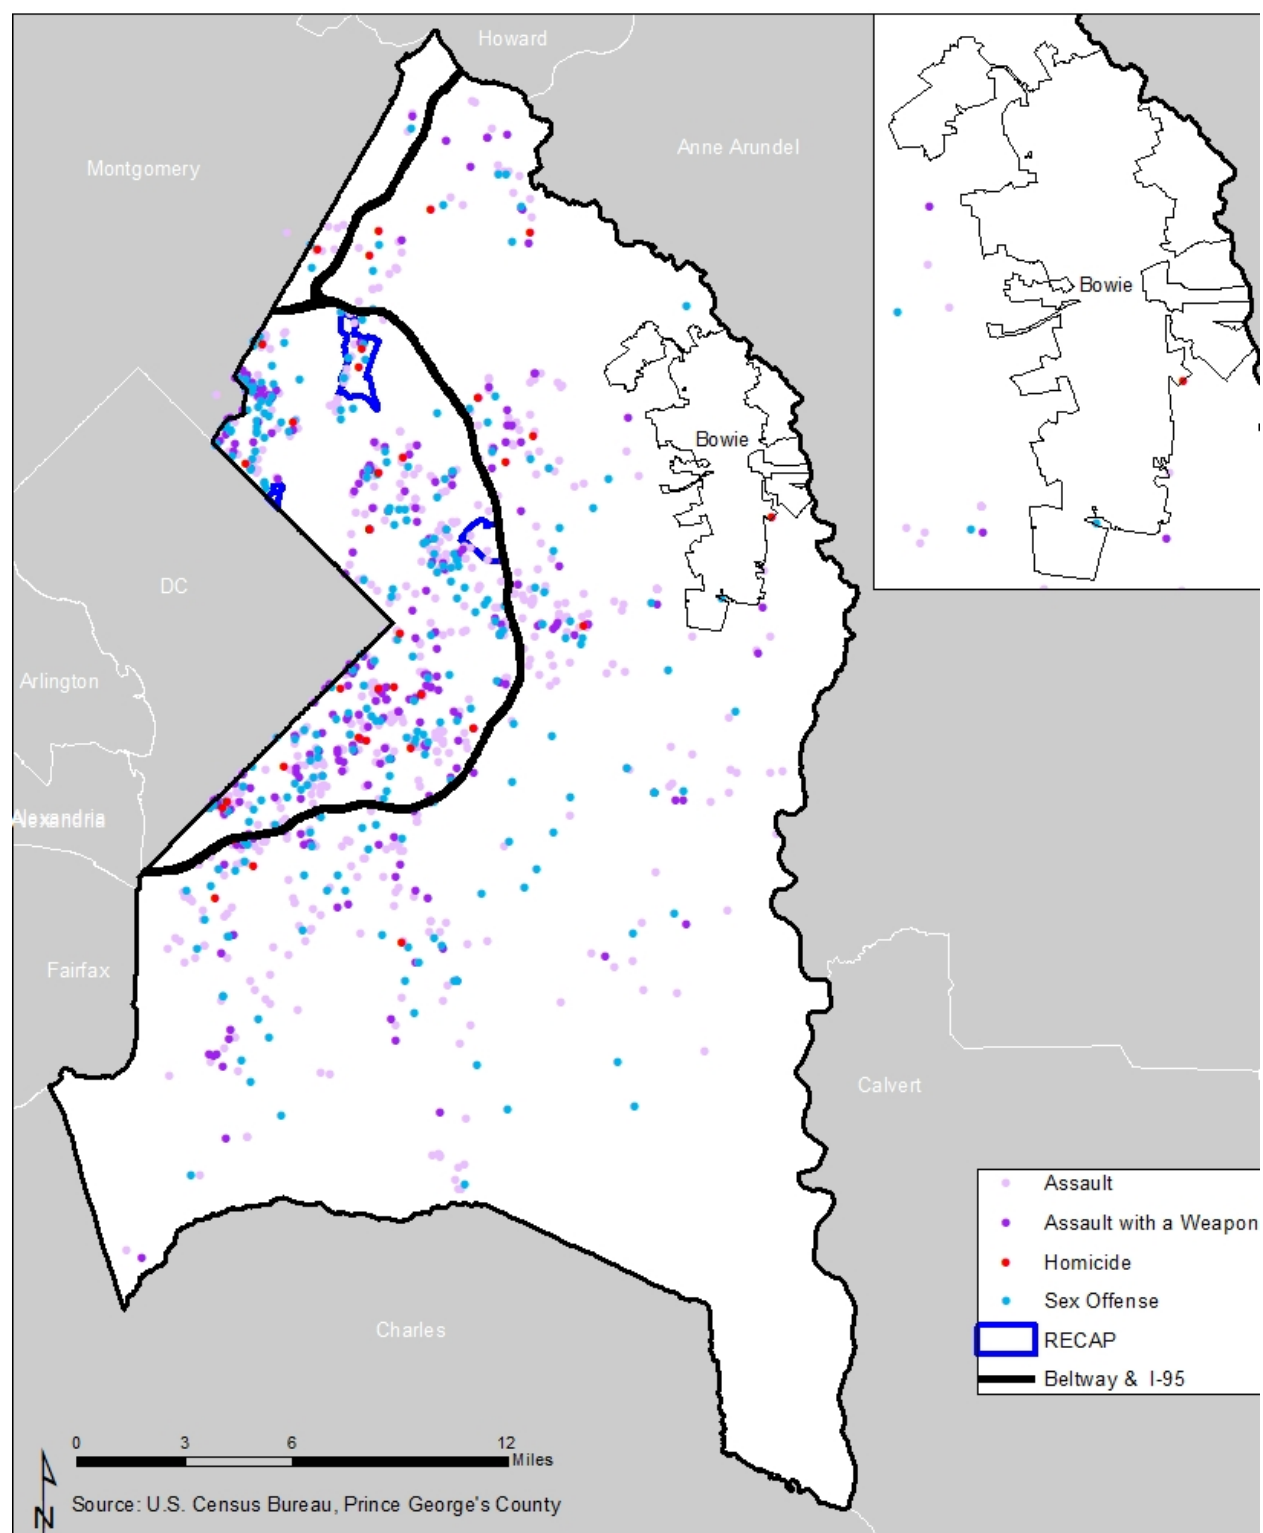 Howard
Anne Arundel
Montgomery
Bowie
Bowie
DC
Arlington
Alexandria
Alexandria
Fairfax
Calvert
Charles
Assault
Assault with a Weapon
Homicide
Sex Offense
RECAP
Beltway & I-95
0 3 6 12
Miles
N
Source: U.S. Census Bureau, Prince George's County